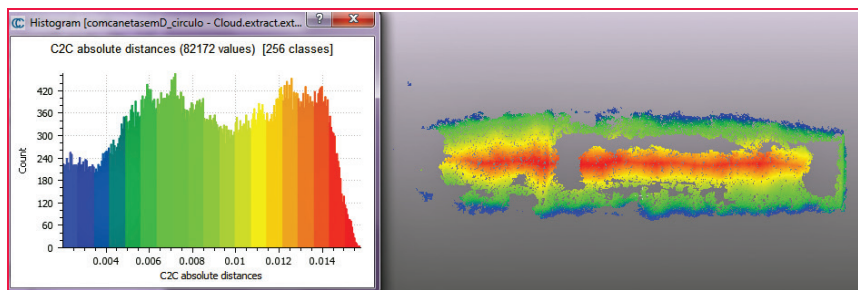 Histogram [comcanetasemD_circulo - Cloud.extract.ext...
? X
C2C absolute distances (82172 values) [256 classes]
420
360
300
240
180
120
60
0
Count
0.004 0.006 0.008 0.01 0.012 0.014
C2C absolute distances